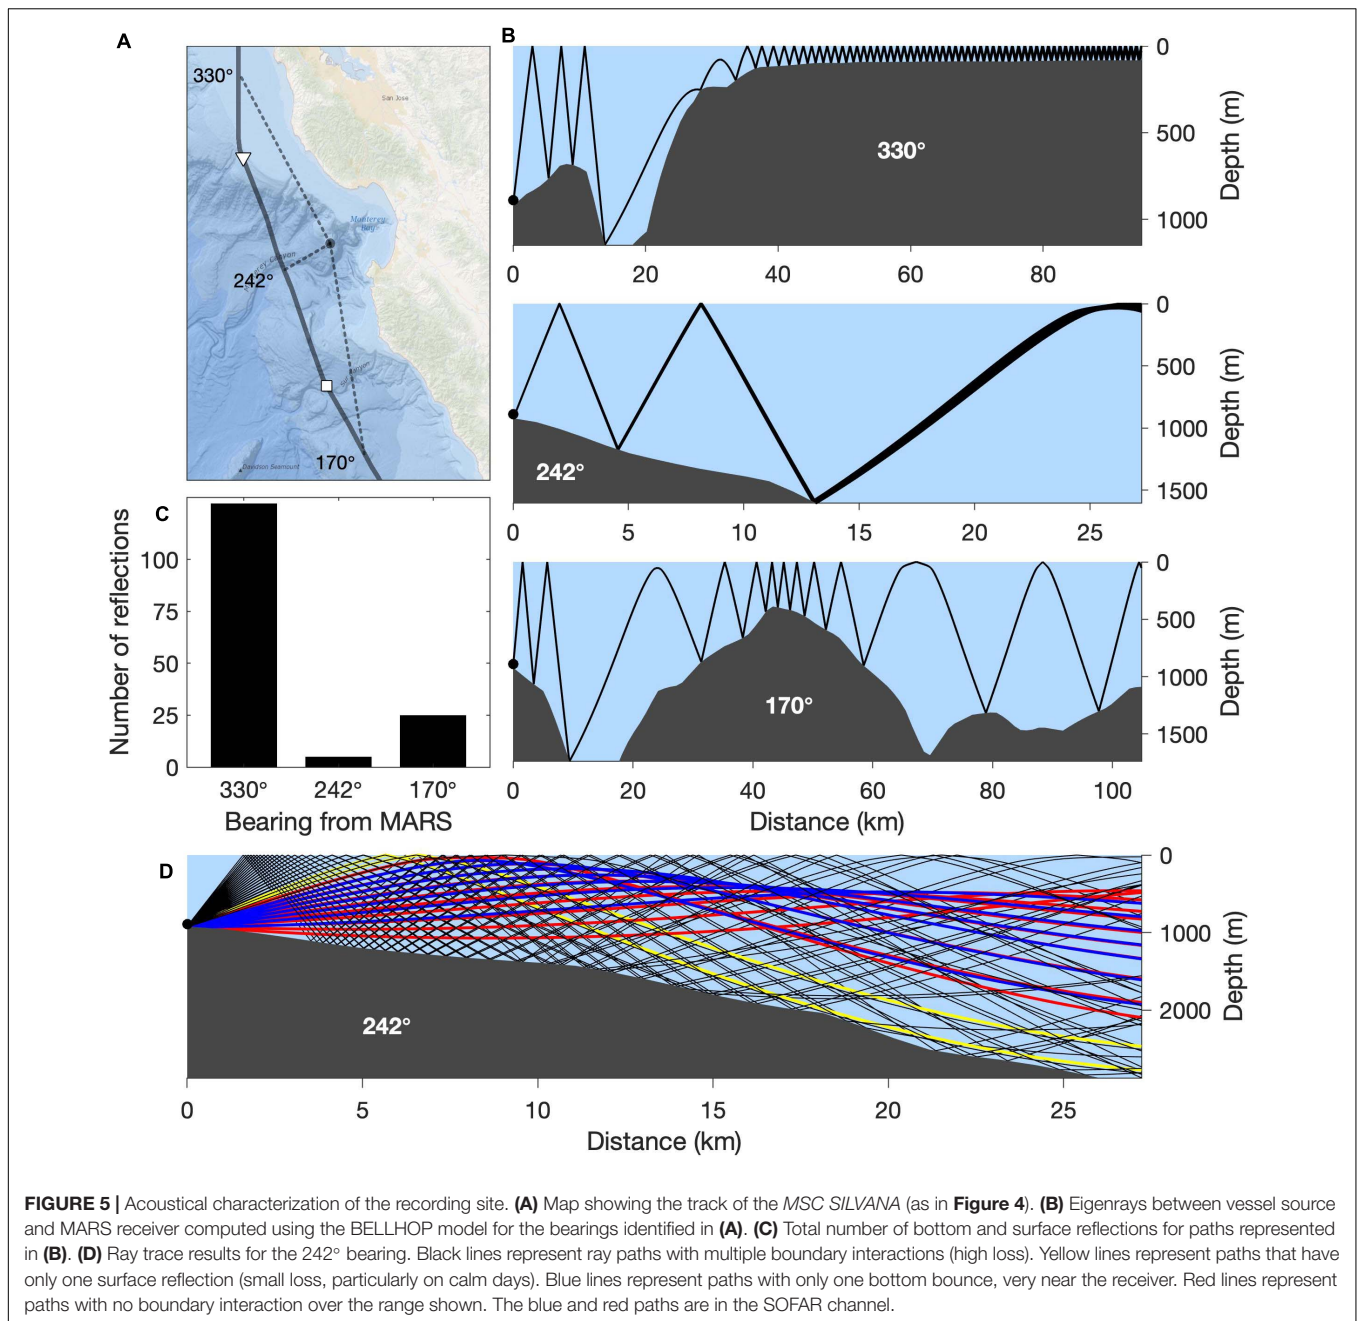 A
330°
San Jose
Monterey
Bay
242°
170°
Davidson Seamount
B
0
500
1000
Depth (m)
330°
0
20
40
60
80
0
500
1000
1500
Depth (m)
242°
0
5
10
15
20
25
0
500
1000
1500
Depth (m)
170°
0
20
40
60
80
100
Distance (km)
C
Number of reflections
100
75
50
25
0
330°
242°
170°
Bearing from MARS
D
0
1000
2000
Depth (m)
242°
0
5
10
15
20
25
Distance (km)
FIGURE 5 | Acoustical characterization of the recording site. (A) Map showing the track of the MSC SILVANA (as in Figure 4). (B) Eigenrays between vessel source
and MARS receiver computed using the BELLHOP model for the bearings identified in (A). (C) Total number of bottom and surface reflections for paths represented
in (B). (D) Ray trace results for the 242° bearing. Black lines represent ray paths with multiple boundary interactions (high loss). Yellow lines represent paths that have
only one surface reflection (small loss, particularly on calm days). Blue lines represent paths with only one bottom bounce, very near the receiver. Red lines represent
paths with no boundary interaction over the range shown. The blue and red paths are in the SOFAR channel.